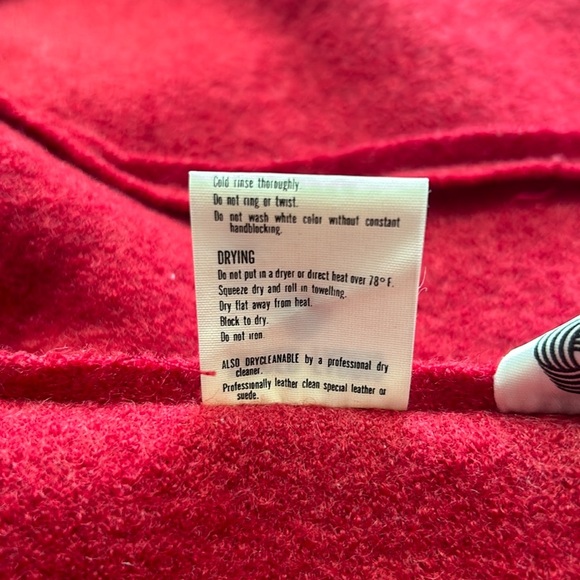 Cold rinse thoroughly
Do not ring or twist.
Do not wash white color without constant
handblocking.
DRYING
Do not put in a dryer or direct heat over 78° F.
Squeeze dry and roll in towelling.
Dry flat away from heat.
Block to dry.
Do not iron
ALSO DRYCLEANABLE by a professional dry
cleaner.
Professionally leather clean special leather or
suede.